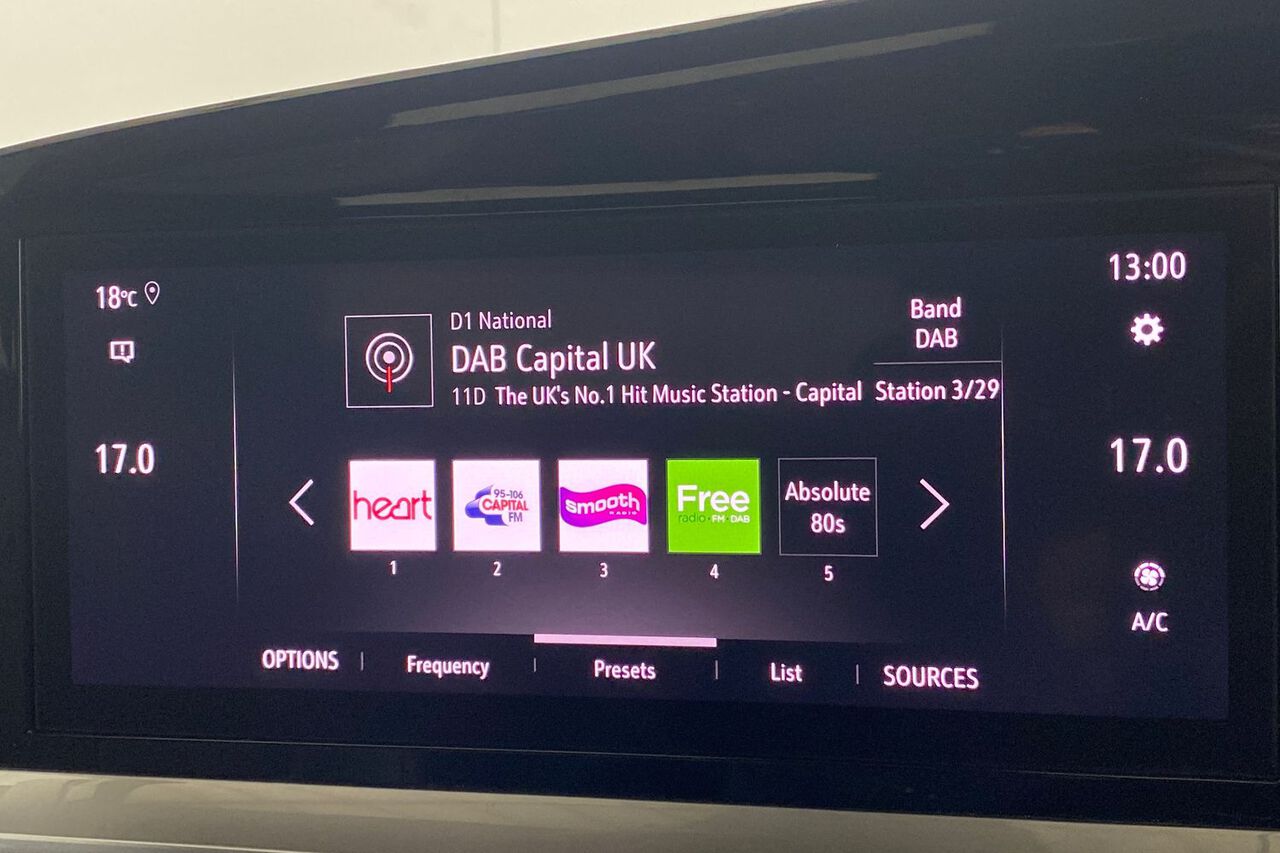 18°C
17.0
D1 National
DAB Capital UK
11D The UK's No.1 Hit Music Station - Capital
Band
DAB
Station 3/29
heart
95-106
CAPITAL
FM
smooth
RADIO
Free
radio · FM · DAB
Absolute
80s
1
2
3
4
5
OPTIONS
Frequency
Presets
List
SOURCES
13:00
17.0
A/C